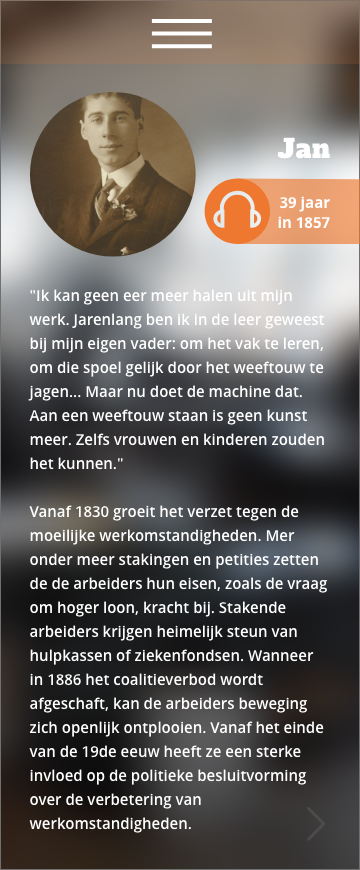 Jan
39 jaar
in 1857
"Ik kan geen eer meer halen uit mijn
werk. Jarenlang ben ik in de leer geweest
bij mijn eigen vader: om het vak te leren,
om die spoel gelijk door het weeftouw te
jagen... Maar nu doet de machine dat.
Aan een weeftouw staan is geen kunst
meer. Zelfs vrouwen en kinderen zouden
het kunnen."
Vanaf 1830 groeit het verzet tegen de
moeilijke werkomstandigheden. Mer
onder meer stakingen en petities zetten
de de arbeiders hun eisen, zoals de vraag
om hoger loon, kracht bij. Stakende
arbeiders krijgen heimelijk steun van
hulpkassen of ziekenfondsen. Wanneer
in 1886 het coalitieverbod wordt
afgeschaft, kan de arbeiders beweging
zich openlijk ontplooien. Vanaf het einde
van de 19de eeuw heeft ze een sterke
invloed op de politieke besluitvorming
over de verbetering van
werkomstandigheden.